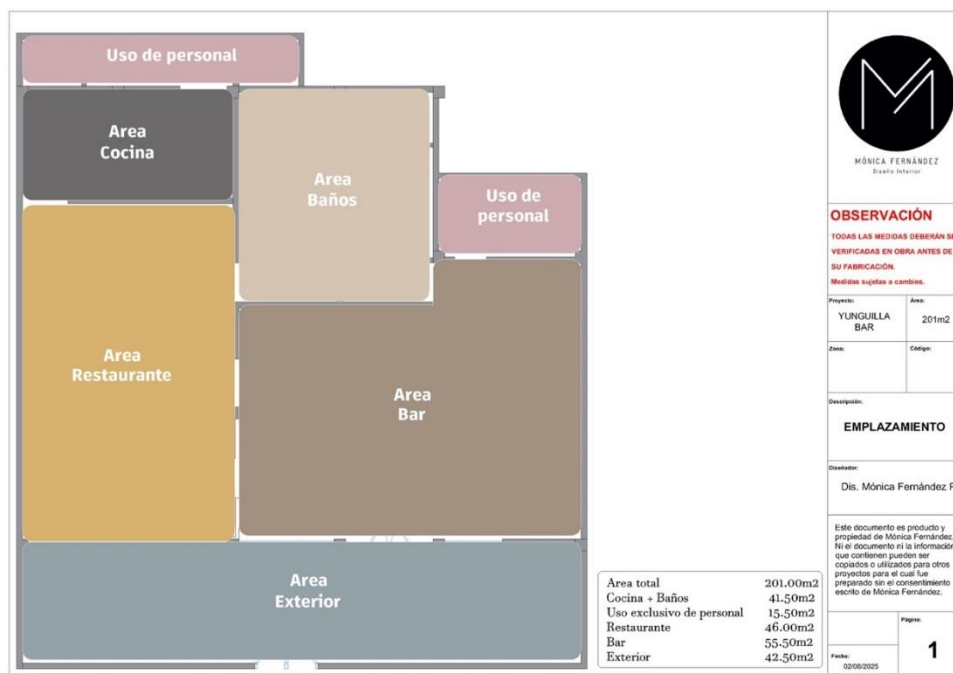 Uso de personal
Area
Cocina
Area
Baños
Uso de
personal
Area
Restaurante
Area
Bar
Area
Exterior
Area total 201.00m2
Cocina + Baños 41.50m2
Uso exclusivo de personal 15.50m2
Restaurante 46.00m2
Bar 55.50m2
Exterior 42.50m2
MÓNICA FERNÁNDEZ
Diseño Interior
OBSERVACIÓN
TODAS LAS MEDIDAS DEBERÁN SE
VERIFICADAS EN OBRA ANTES DE
SU FABRICACIÓN.
Medidas sujetas a cambios.
Proyecto: Área:
YUNGUILLA
BAR
201m2
Zona: Código:
Descripción:
EMPLAZAMIENTO
Diseñador:
Dis. Mónica Fernández P
Este documento es producto y
propiedad de Mónica Fernández.
Ni el documento ni la información
que contienen pueden ser
copiados o utilizados para otros
proyectos para el cual fue
preparado sin el consentimiento
escrito de Mónica Fernández.
Página:
1
Fecha:
02/08/2025